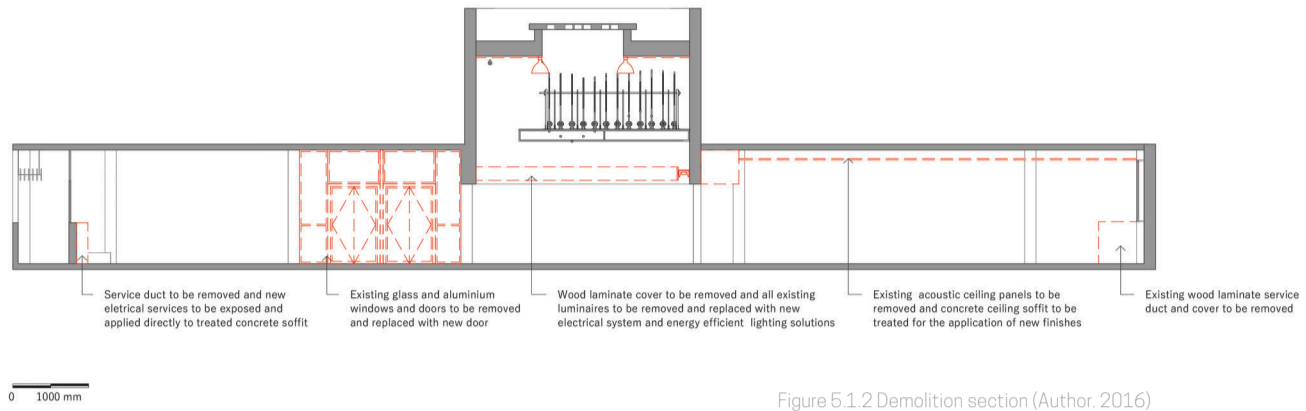 Service duct to be removed and new
eletrical services to be exposed and
applied directly to treated concrete soffit
Existing glass and aluminium
windows and doors to be removed
and replaced with new door
Wood laminate cover to be removed and all existing
luminaires to be removed and replaced with new
electrical system and energy efficient lighting solutions
Existing acoustic ceiling panels to be
removed and concrete ceiling soffit to be
treated for the application of new finishes
Existing wood laminate service
duct and cover to be removed
0 1000 mm
Figure 5.1.2 Demolition section (Author. 2016)